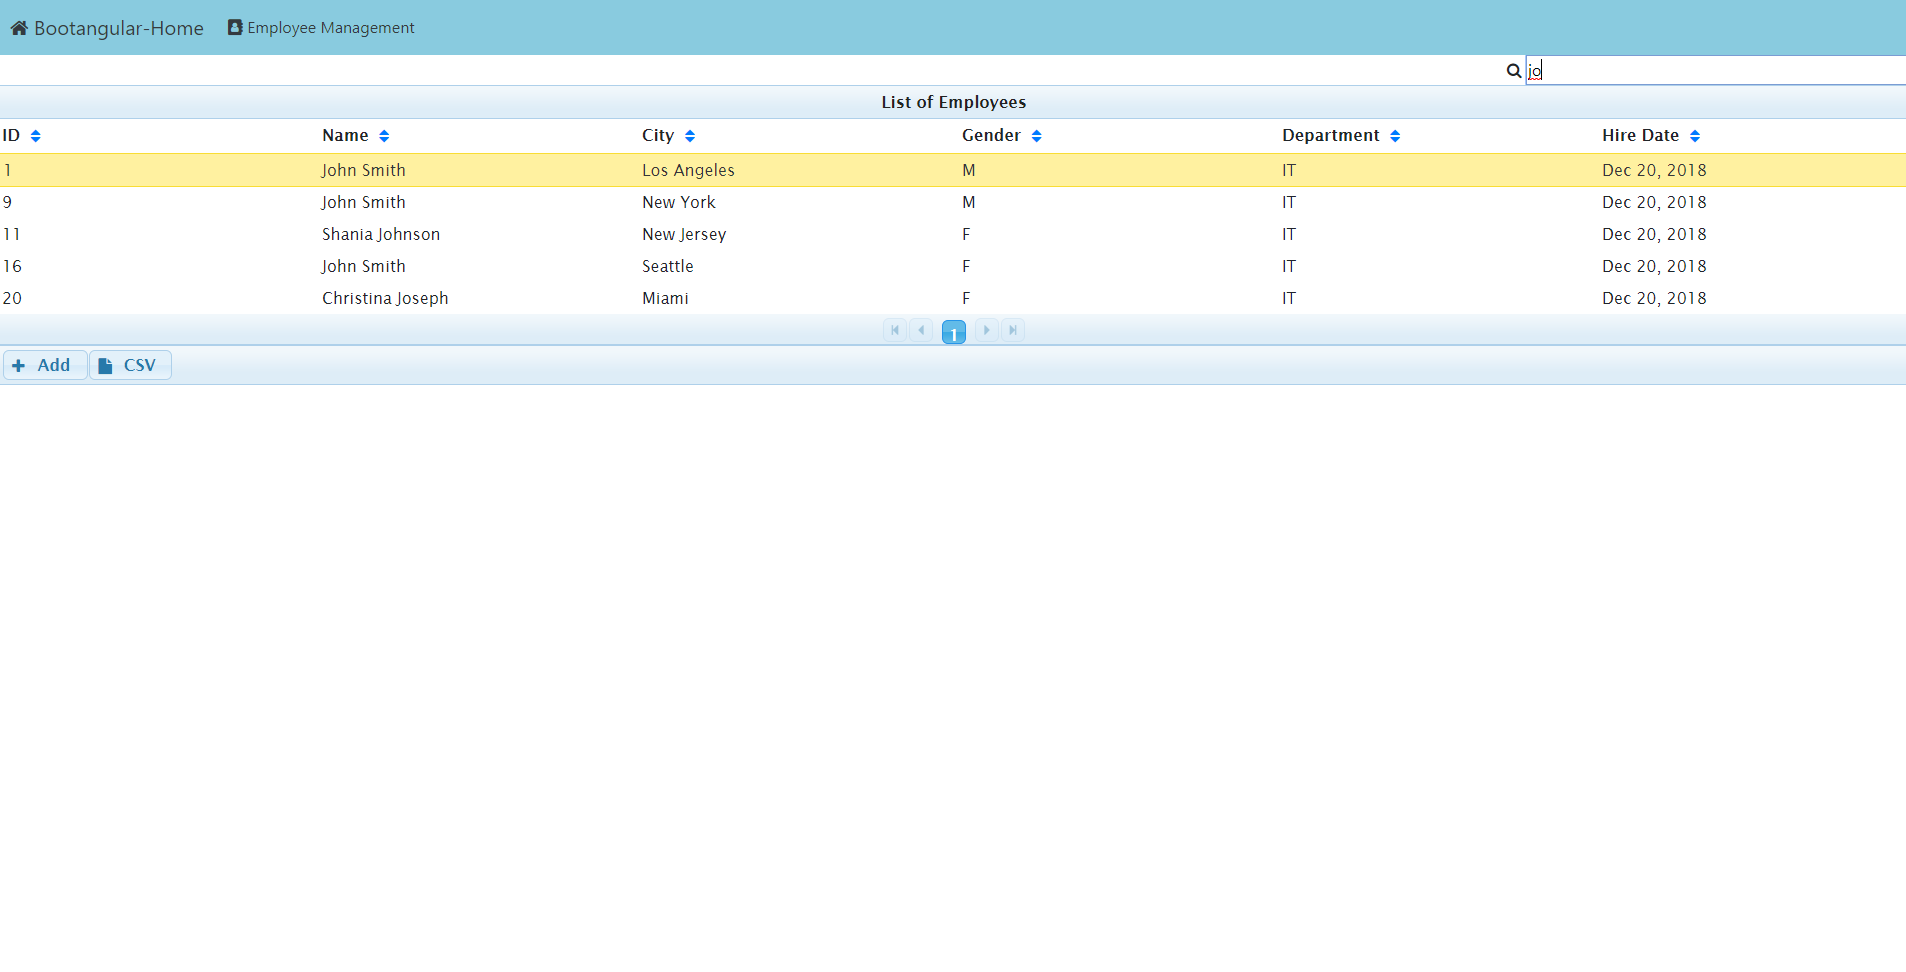 Bootangular-Home Employee Management
jo
List of Employees
ID Name City Gender Department Hire Date
1 John Smith Los Angeles M IT Dec 20, 2018
9 John Smith New York M IT Dec 20, 2018
11 Shania Johnson New Jersey F IT Dec 20, 2018
16 John Smith Seattle F IT Dec 20, 2018
20 Christina Joseph Miami F IT Dec 20, 2018
1
Add CSV